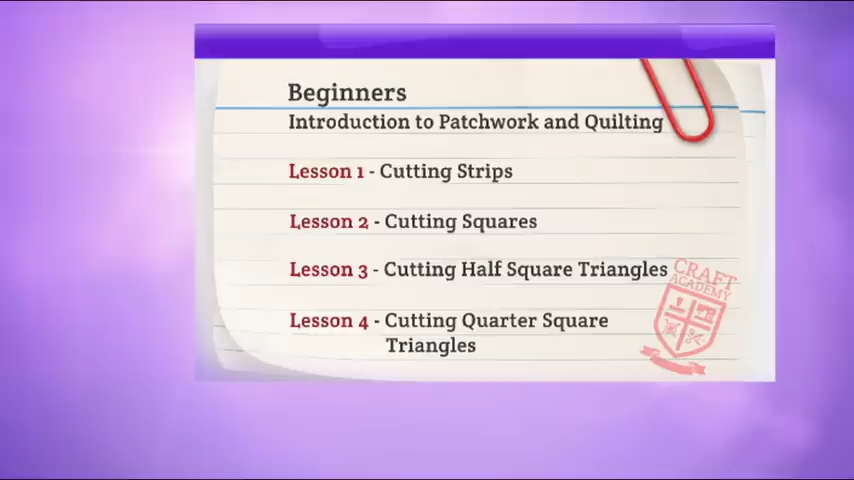 Beginners
Introduction to Patchwork and Quilting
Lesson 1 - Cutting Strips
Lesson 2 - Cutting Squares
Lesson 3 - Cutting Half Square Triangles
Lesson 4 - Cutting Quarter Square
Triangles
CRAFT
ACADEMY